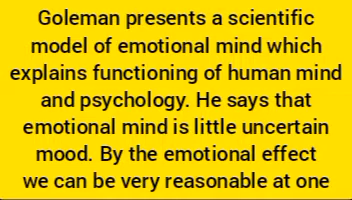 Goleman presents a scientific
model of emotional mind which
explains functioning of human mind
and psychology. He says that
emotional mind is little uncertain
mood. By the emotional effect
we can be very reasonable at one